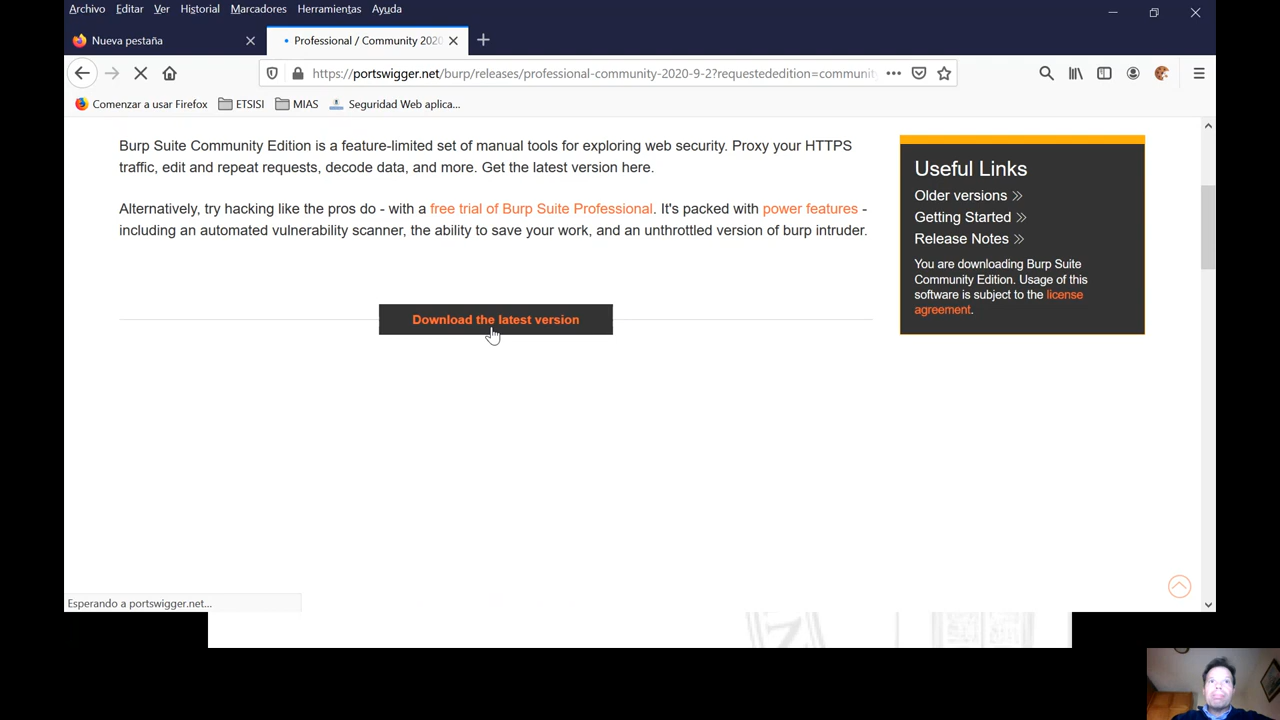 Archivo Editar Ver Historial Marcadores Herramientas Ayuda
Nueva pestaña
Professional / Community 2020
https://portswigger.net/burp/releases/professional-community-2020-9-2?requestededition=communit
Comenzar a usar Firefox ETSISI MIAS Seguridad Web aplica...
Burp Suite Community Edition is a feature-limited set of manual tools for exploring web security. Proxy your HTTPS
traffic, edit and repeat requests, decode data, and more. Get the latest version here.
Alternatively, try hacking like the pros do - with a free trial of Burp Suite Professional. It's packed with power features -
including an automated vulnerability scanner, the ability to save your work, and an unthrottled version of burp intruder.
Download the latest version
Useful Links
Older versions
Getting Started
Release Notes
You are downloading Burp Suite
Community Edition. Usage of this
software is subject to the license
agreement.
Esperando a portswigger.net...